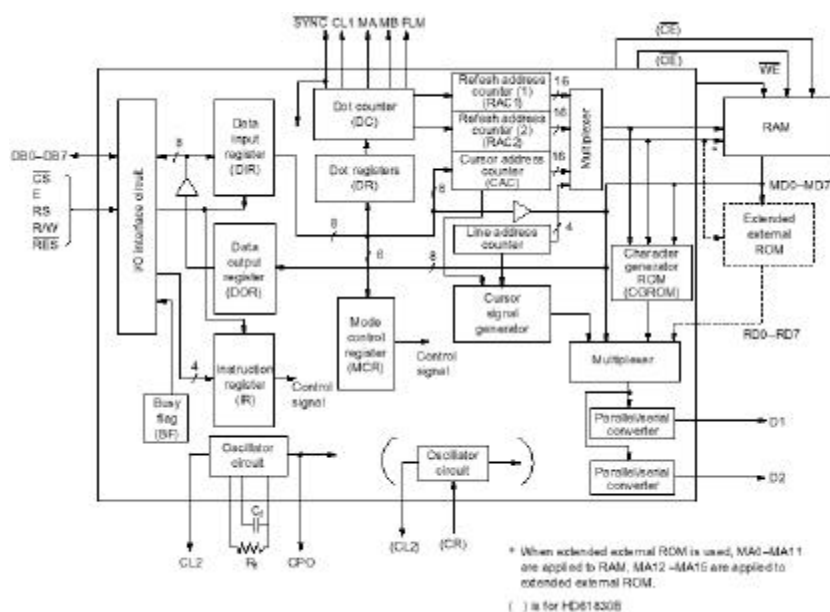 SYNC CL1 MA MB FLM
(CE)
(OE)
WE
Refresh address
counter (1)
(RAC1)
16
Refresh address
counter (2)
(RAC2)
16
Cursor address
counter
(CAC)
16
Multiplexer
RAM
Dot counter
(DC)
Data
input
register
(DIR)
8
DB0–DB7
CS
E
RS
R/W
RES
I/O interface circuit
Dot registers
(DR)
8
8
8
8
Line address
counter
4
MD0–MD7
Extended
external
ROM
Data
output
register
(DOR)
Character
generator
ROM
(CGROM)
Cursor
signal
generator
Mode
control
register
(MCR)
Control
signal
RD0–RD7
Multiplexer
4
Instruction
register
(IR)
Control
signal
Busy
flag
(BF)
Parallel/serial
converter
D1
Oscillator
circuit
Oscillator
circuit
Parallel/serial
converter
D2
Cf
Rf
CL2
CPO
(CL2)
(CR)
* When extended external ROM is used, MA0–MA11
are applied to RAM, MA12–MA15 are applied to
extended external ROM.
( ) is for HD61830B